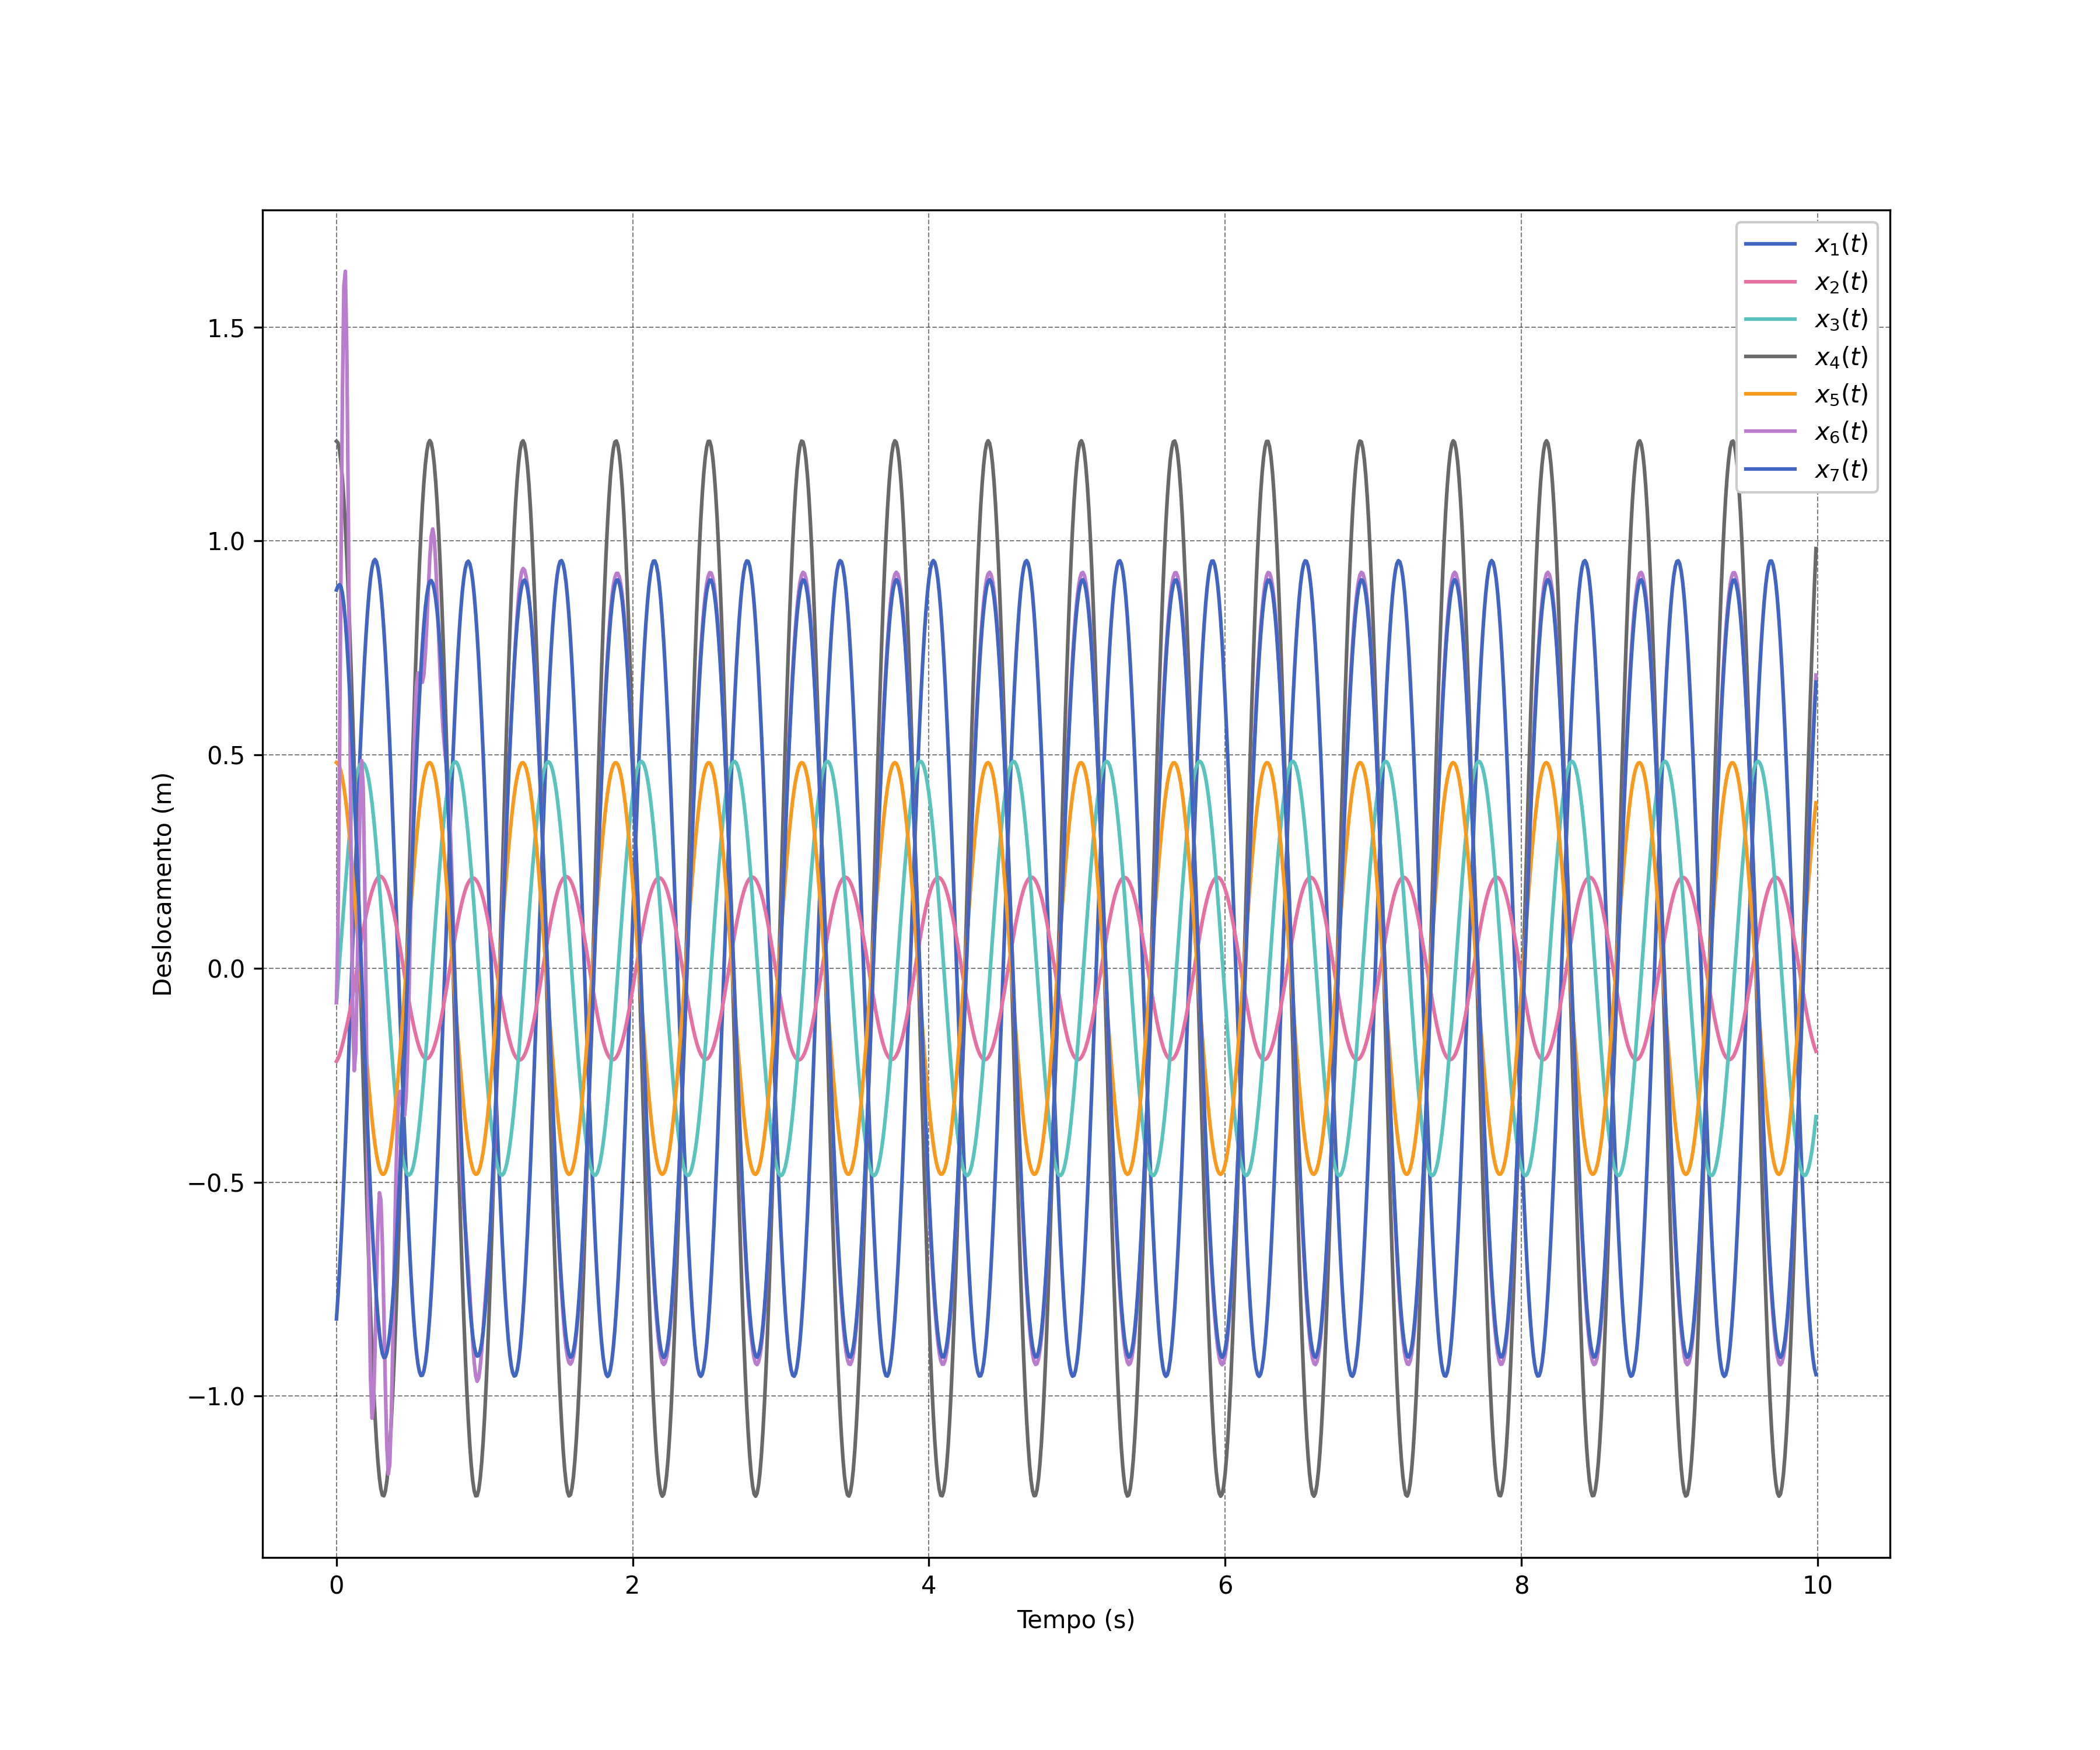 x₁(t)
x₂(t)
x₃(t)
x₄(t)
x₅(t)
x₆(t)
x₇(t)
1.5
1.0
0.5
0.0
−0.5
−1.0
Deslocamento (m)
0 2 4 6 8 10
Tempo (s)